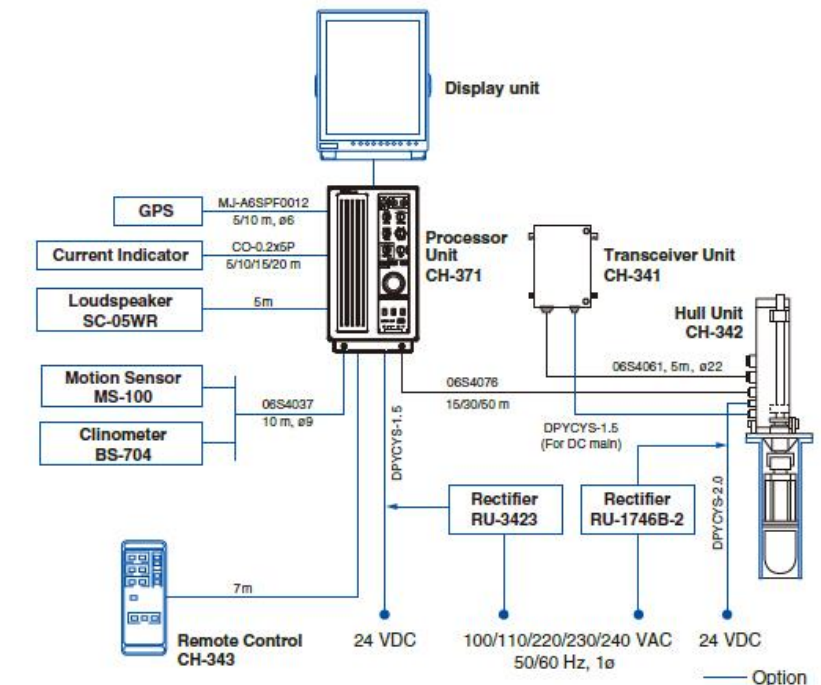 Display unit
GPS
MJ-A6SPF0012
5/10 m, ø6
Current Indicator
CO-0.2x5P
5/10/15/20 m
Loudspeaker
SC-05WR
5m
Processor
Unit
CH-371
Transceiver Unit
CH-341
Hull Unit
CH-342
Motion Sensor
MS-100
Clinometer
BS-704
06S4037
10 m, ø9
DPYCYS-1.5
06S4076
15/30/50 m
06S4061, 5m, ø22
DPYCYS-1.5
(For DC main)
Rectifier
RU-3423
Rectifier
RU-1746B-2
DPYCYS-2.0
7m
Remote Control
CH-343
24 VDC
100/110/220/230/240 VAC
50/60 Hz, 1ø
24 VDC
Option